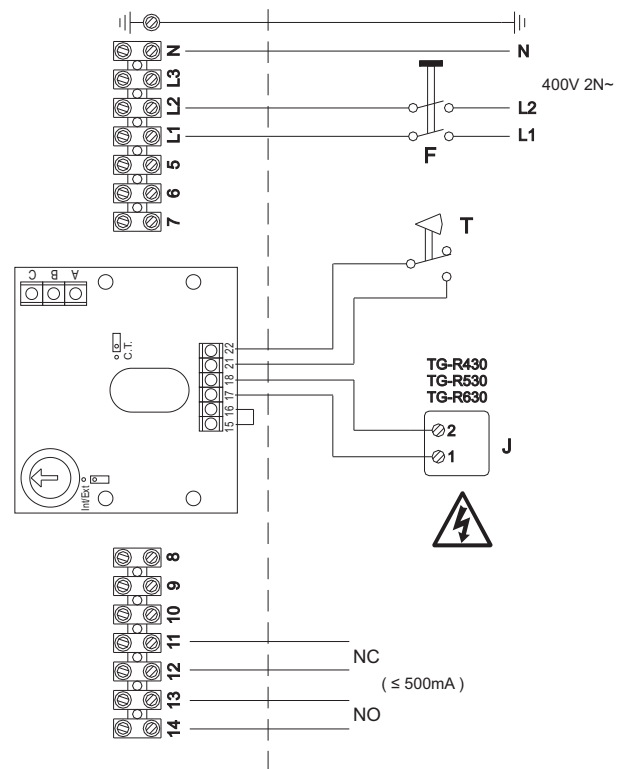 N
N
L3
400V 2N~
L2
L2
L1
L1
F
5
6
7
T
C B A
C.T.
22
21
18
17
16
15
TG-R430
TG-R530
TG-R630
2
1
J
Int/Ext
8
9
10
11
NC
12
( ≤ 500mA )
13
NO
14